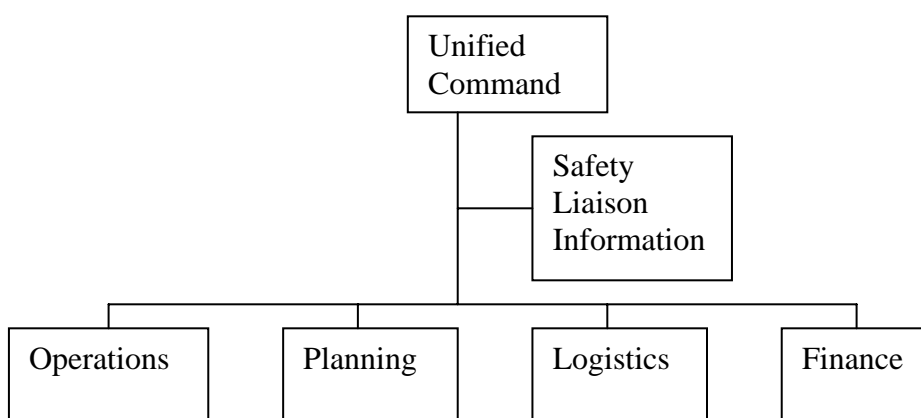 Unified
Command
Safety
Liaison
Information
Operations
Planning
Logistics
Finance